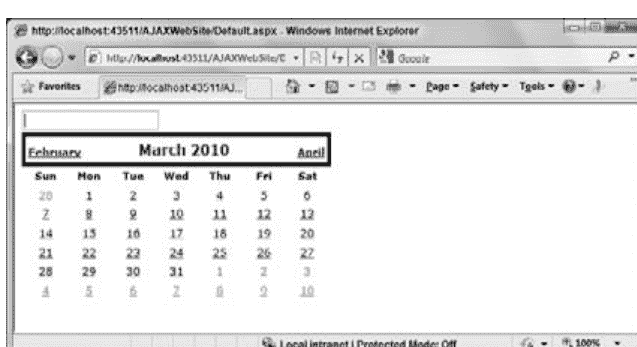 http://localhost:43511/AJAXWebSite/Default.aspx - Windows Internet Explorer
http://localhost:43511/AJAXWebSite/D
Google
Favorites http://localhost:43511/AJ... Page Safety Tools
February March 2010 April
Sun Mon Tue Wed Thu Fri Sat
28 1 2 3 4 5 6
7 8 9 10 11 12 13
14 15 16 17 18 19 20
21 22 23 24 25 26 27
28 29 30 31 1 2 3
4 5 6 7 8 9 10
Local intranet | Protected Mode: Off 100%